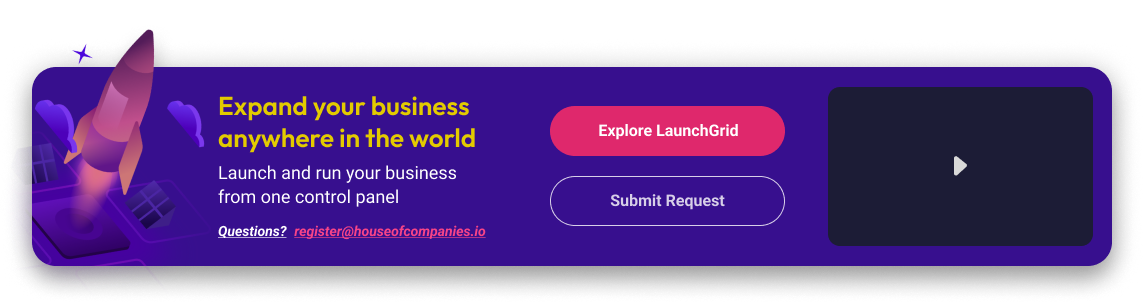 Expand your business
anywhere in the world
Launch and run your business
from one control panel
Questions? register@houseofcompanies.io
Explore LaunchGrid
Submit Request